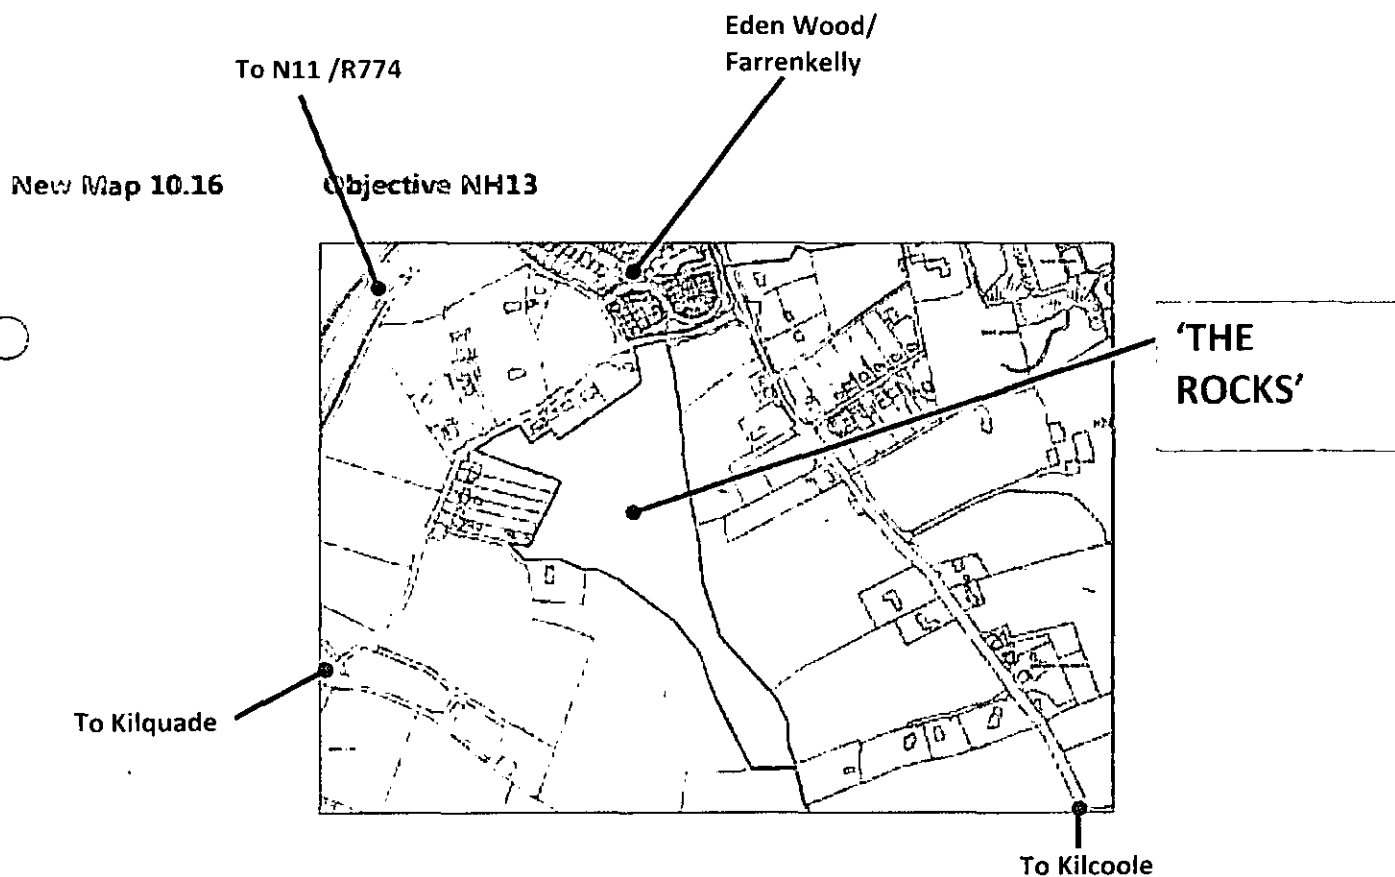 Eden Wood/
Farrenkelly
To N11 /R774
New Map 10.16 Objective NH13
'THE
ROCKS'
To Kilquade
To Kilcoole